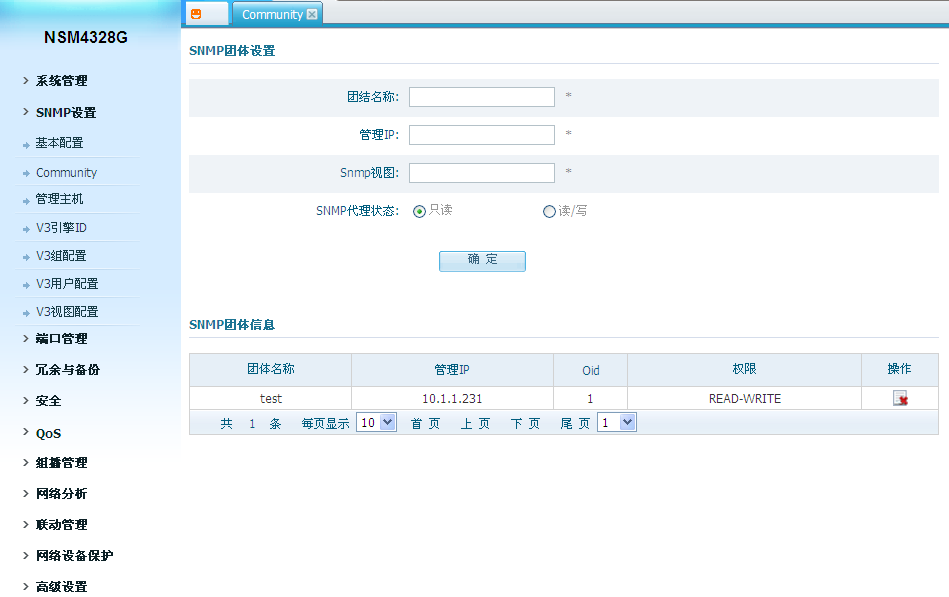 NSM4328G
系统管理
SNMP设置
基本配置
Community
管理主机
V3引擎ID
V3组配置
V3用户配置
V3视图配置
端口管理
冗余与备份
安全
QoS
组播管理
网络分析
联动管理
网络设备保护
高级设置
Community
SNMP团体设置
团结名称: *
管理IP: *
Snmp视图: *
SNMP代理状态: 只读 读/写
确 定
SNMP团体信息
团体名称 管理IP Oid 权限 操作
test 10.1.1.231 1 READ-WRITE
共 1 条 每页显示 10 首 页 上 页 下 页 尾 页 1